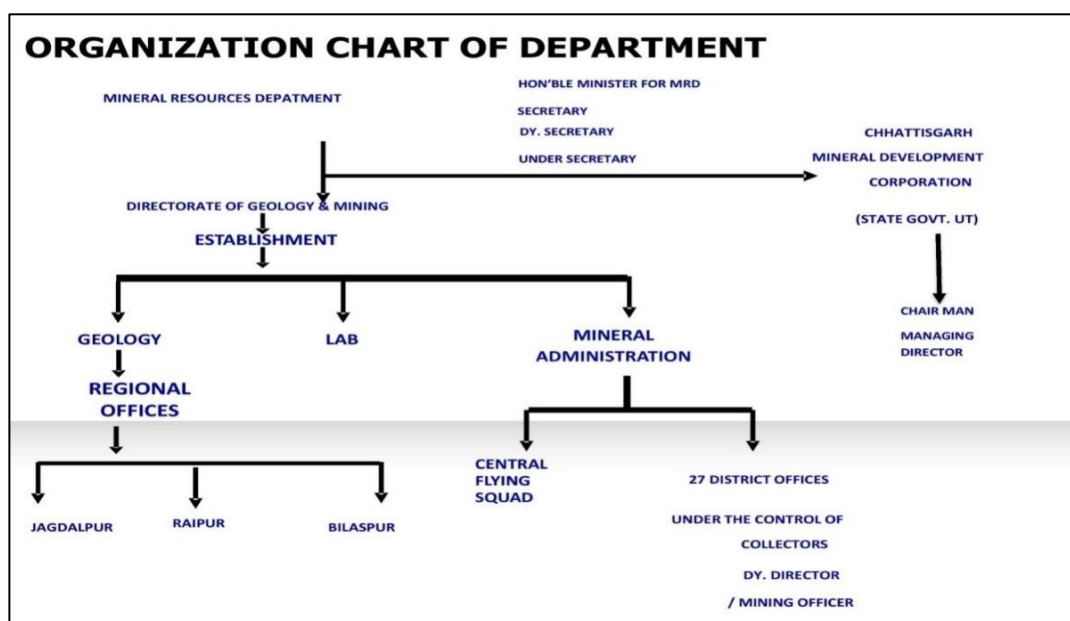 ORGANIZATION CHART OF DEPARTMENT
MINERAL RESOURCES DEPATMENT
HON'BLE MINISTER FOR MRD
SECRETARY
DY. SECRETARY
UNDER SECRETARY
CHHATTISGARH
MINERAL DEVELOPMENT
CORPORATION
(STATE GOVT. UT)
CHAIR MAN
MANAGING
DIRECTOR
DIRECTORATE OF GEOLOGY & MINING
ESTABLISHMENT
GEOLOGY
LAB
MINERAL
ADMINISTRATION
REGIONAL
OFFICES
JAGDALPUR
RAIPUR
BILASPUR
CENTRAL
FLYING
SQUAD
27 DISTRICT OFFICES
UNDER THE CONTROL OF
COLLECTORS
DY. DIRECTOR
/ MINING OFFICER